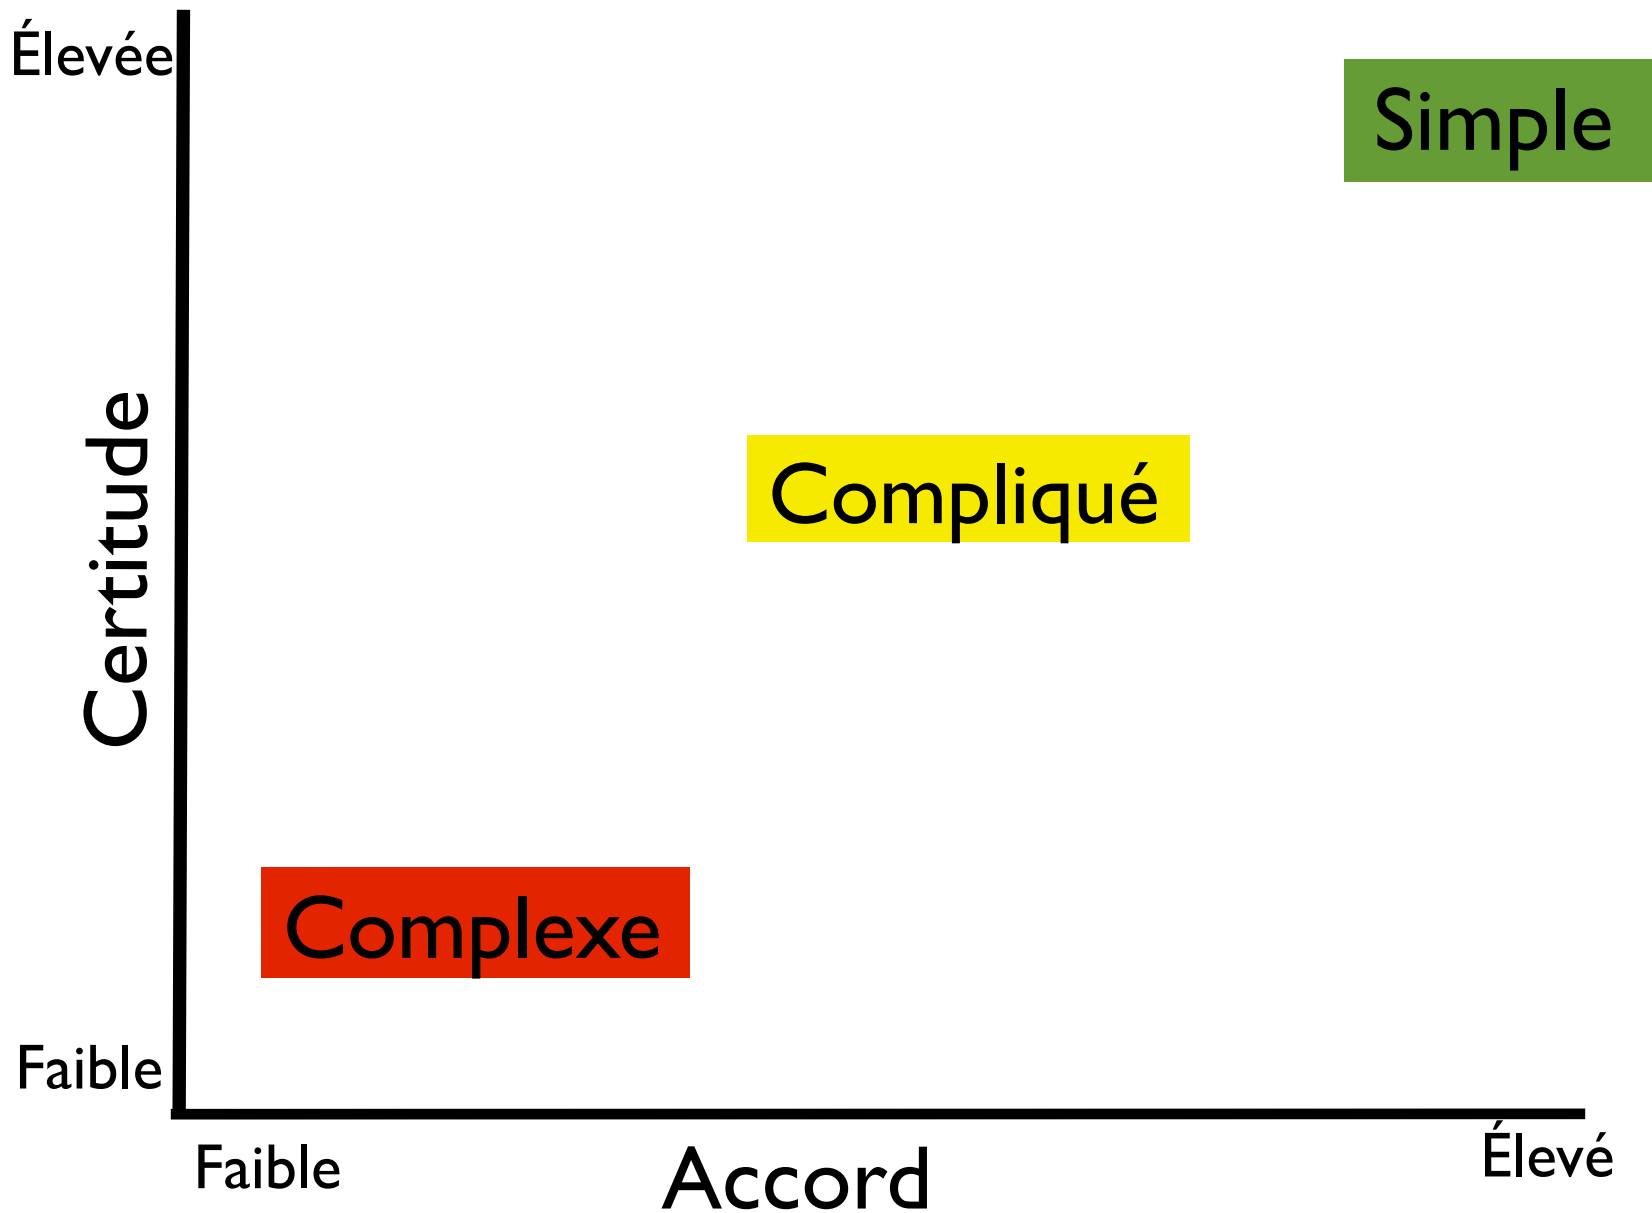 Élevée
Simple
Certitude
Compliqué
Complexe
Faible
Faible
Accord
Élevé